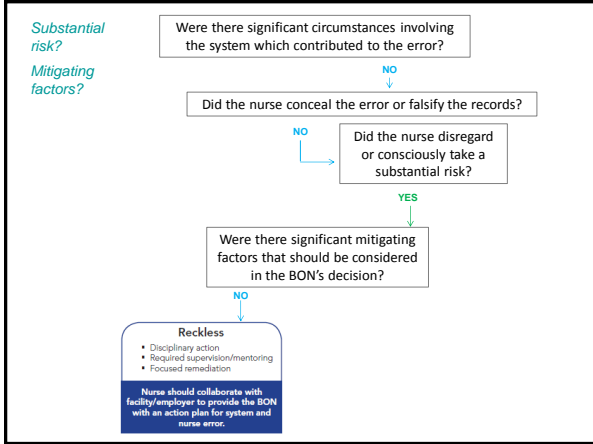 Substantial
risk?
Mitigating
factors?
Were there significant circumstances involving
the system which contributed to the error?
NO
Did the nurse conceal the error or falsify the records?
NO
Did the nurse disregard
or consciously take a
substantial risk?
YES
Were there significant mitigating
factors that should be considered
in the BON's decision?
NO
Reckless
▪ Disciplinary action
▪ Required supervision/mentoring
▪ Focused remediation
Nurse should collaborate with
facility/employer to provide the BON
with an action plan for system and
nurse error.